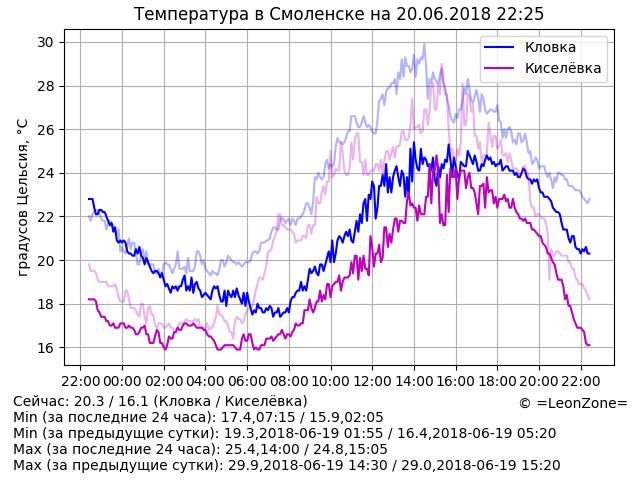 Температура в Смоленске на 20.06.2018 22:25
Кловка
Киселёвка
градусов Цельсия, °C
30
28
26
24
22
20
18
16
22:00 00:00 02:00 04:00 06:00 08:00 10:00 12:00 14:00 16:00 18:00 20:00 22:00
Сейчас: 20.3 / 16.1 (Кловка / Киселёвка)
© =LeonZone=
Min (за последние 24 часа): 17.4,07:15 / 15.9,02:05
Min (за предыдущие сутки): 19.3,2018-06-19 01:55 / 16.4,2018-06-19 05:20
Max (за последние 24 часа): 25.4,14:00 / 24.8,15:05
Max (за предыдущие сутки): 29.9,2018-06-19 14:30 / 29.0,2018-06-19 15:20